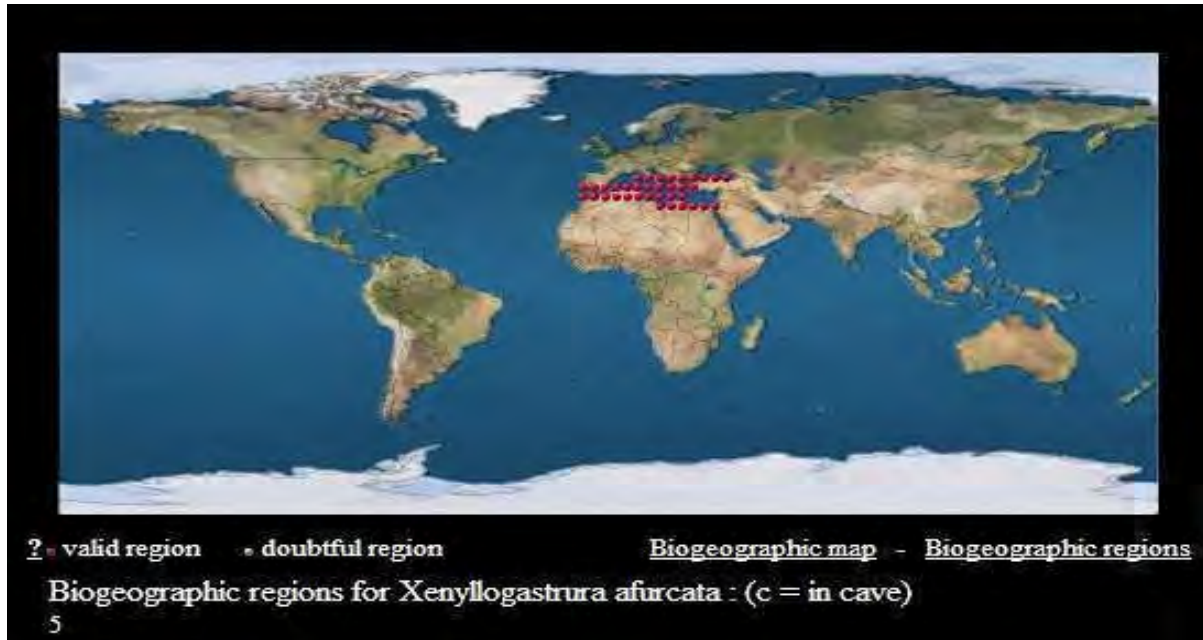 ? valid region doubtful region Biogeographic map - Biogeographic regions
Biogeographic regions for Xenyllogastrura afurcata : (c = in cave)
5